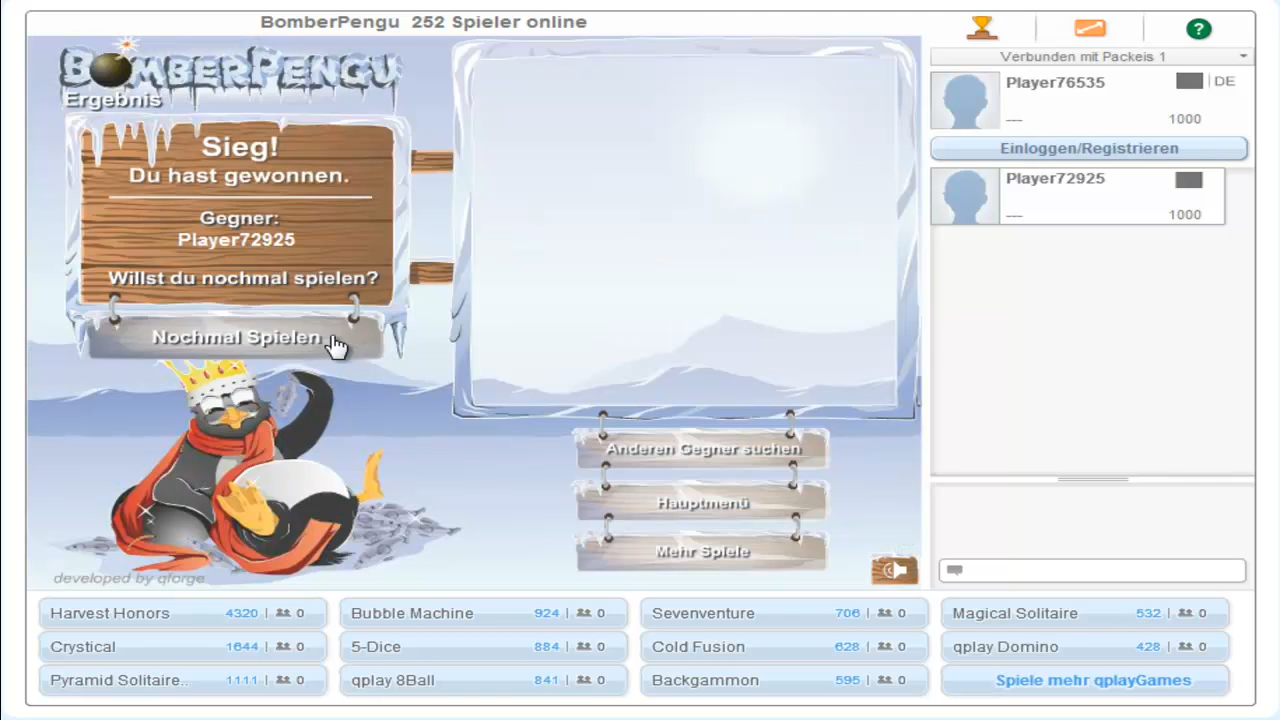 BomberPengu 252 Spieler online
BomberPengu
Ergebnis
Sieg!
Du hast gewonnen.
Gegner:
Player72925
Willst du nochmal spielen?
Nochmal Spielen
Anderen Gegner suchen
Hauptmenü
Mehr Spiele
developed by qforge
?
Verbunden mit Packeis 1
Player76535
DE
---
1000
Einloggen/Registrieren
Player72925
---
1000
Harvest Honors 4320 | 0
Bubble Machine 924 | 0
Sevenventure 706 | 0
Magical Solitaire 532 | 0
Crystical 1644 | 0
5-Dice 884 | 0
Cold Fusion 628 | 0
qplay Domino 428 | 0
Pyramid Solitaire.. 1111 | 0
qplay 8Ball 841 | 0
Backgammon 595 | 0
Spiele mehr qplayGames